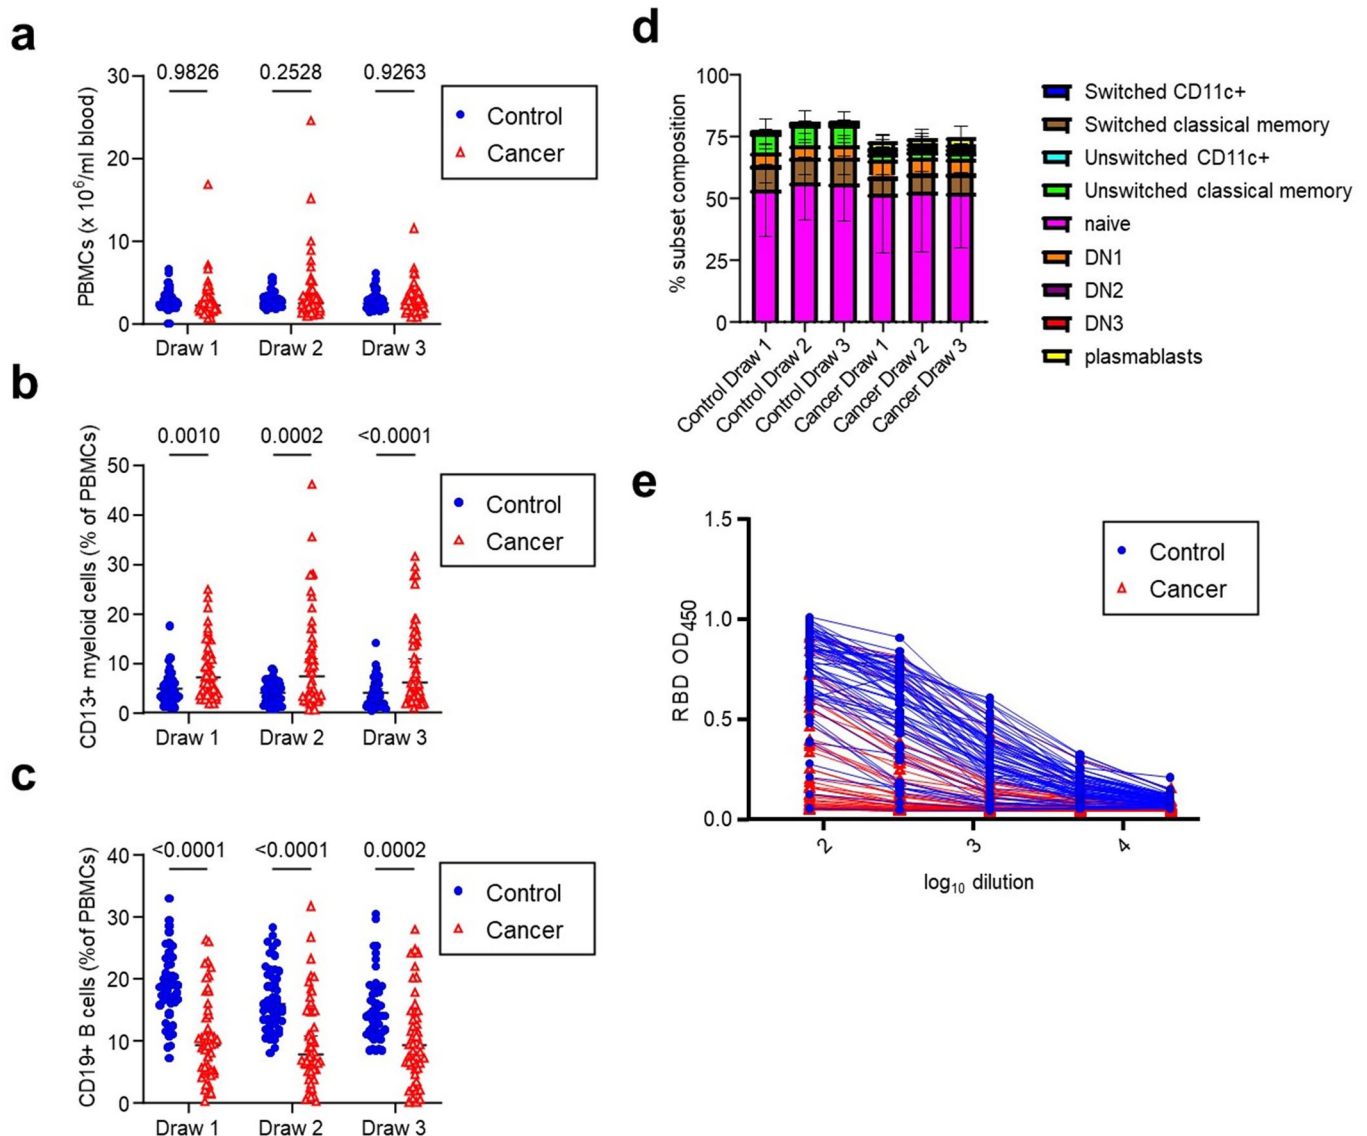 a
0.9826 0.2528 0.9263
30
20
10
0
PBMCs (x 10⁶/ml blood)
Draw 1 Draw 2 Draw 3
Control
Cancer
b
0.0010 0.0002 <0.0001
50
40
30
20
10
0
CD13+ myeloid cells (% of PBMCs)
Draw 1 Draw 2 Draw 3
Control
Cancer
c
<0.0001 <0.0001 0.0002
40
30
20
10
0
CD19+ B cells (%of PBMCs)
Draw 1 Draw 2 Draw 3
Control
Cancer
d
100
75
50
25
0
% subset composition
Control Draw 1
Control Draw 2
Control Draw 3
Cancer Draw 1
Cancer Draw 2
Cancer Draw 3
Switched CD11c+
Switched classical memory
Unswitched CD11c+
Unswitched classical memory
naive
DN1
DN2
DN3
plasmablasts
e
1.5
1.0
0.5
0.0
RBD OD450
2 3 4
log₁₀ dilution
Control
Cancer